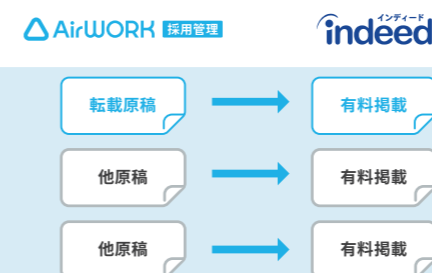 AirWORK 採用管理
インディード
indeed
転載原稿
有料掲載
他原稿
有料掲載
他原稿
有料掲載